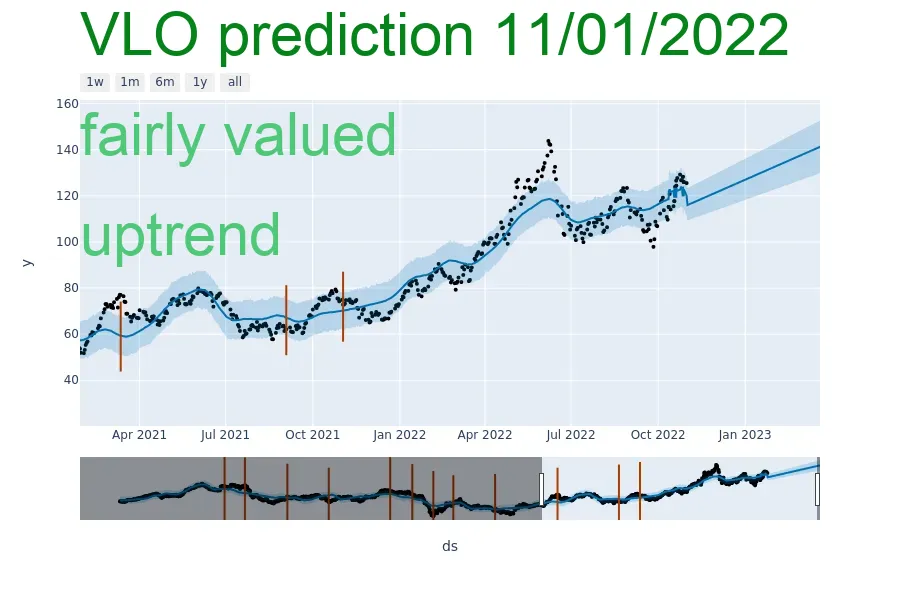 VLO prediction 11/01/2022
1w 1m 6m 1y all
160
fairly valued
140
120
uptrend
100
y
80
60
40
Apr 2021 Jul 2021 Oct 2021 Jan 2022 Apr 2022 Jul 2022 Oct 2022 Jan 2023
ds